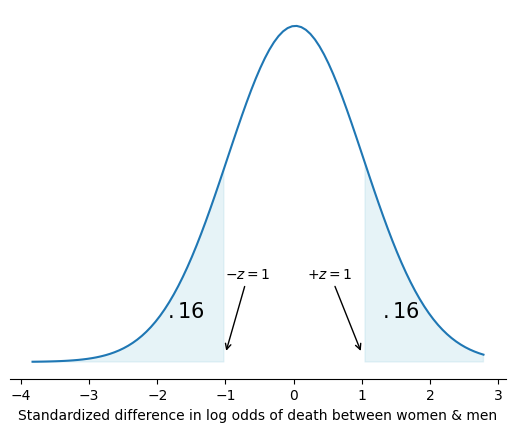 −z = 1
+z = 1
.16
.16
−4 −3 −2 −1 0 1 2 3
Standardized difference in log odds of death between women & men